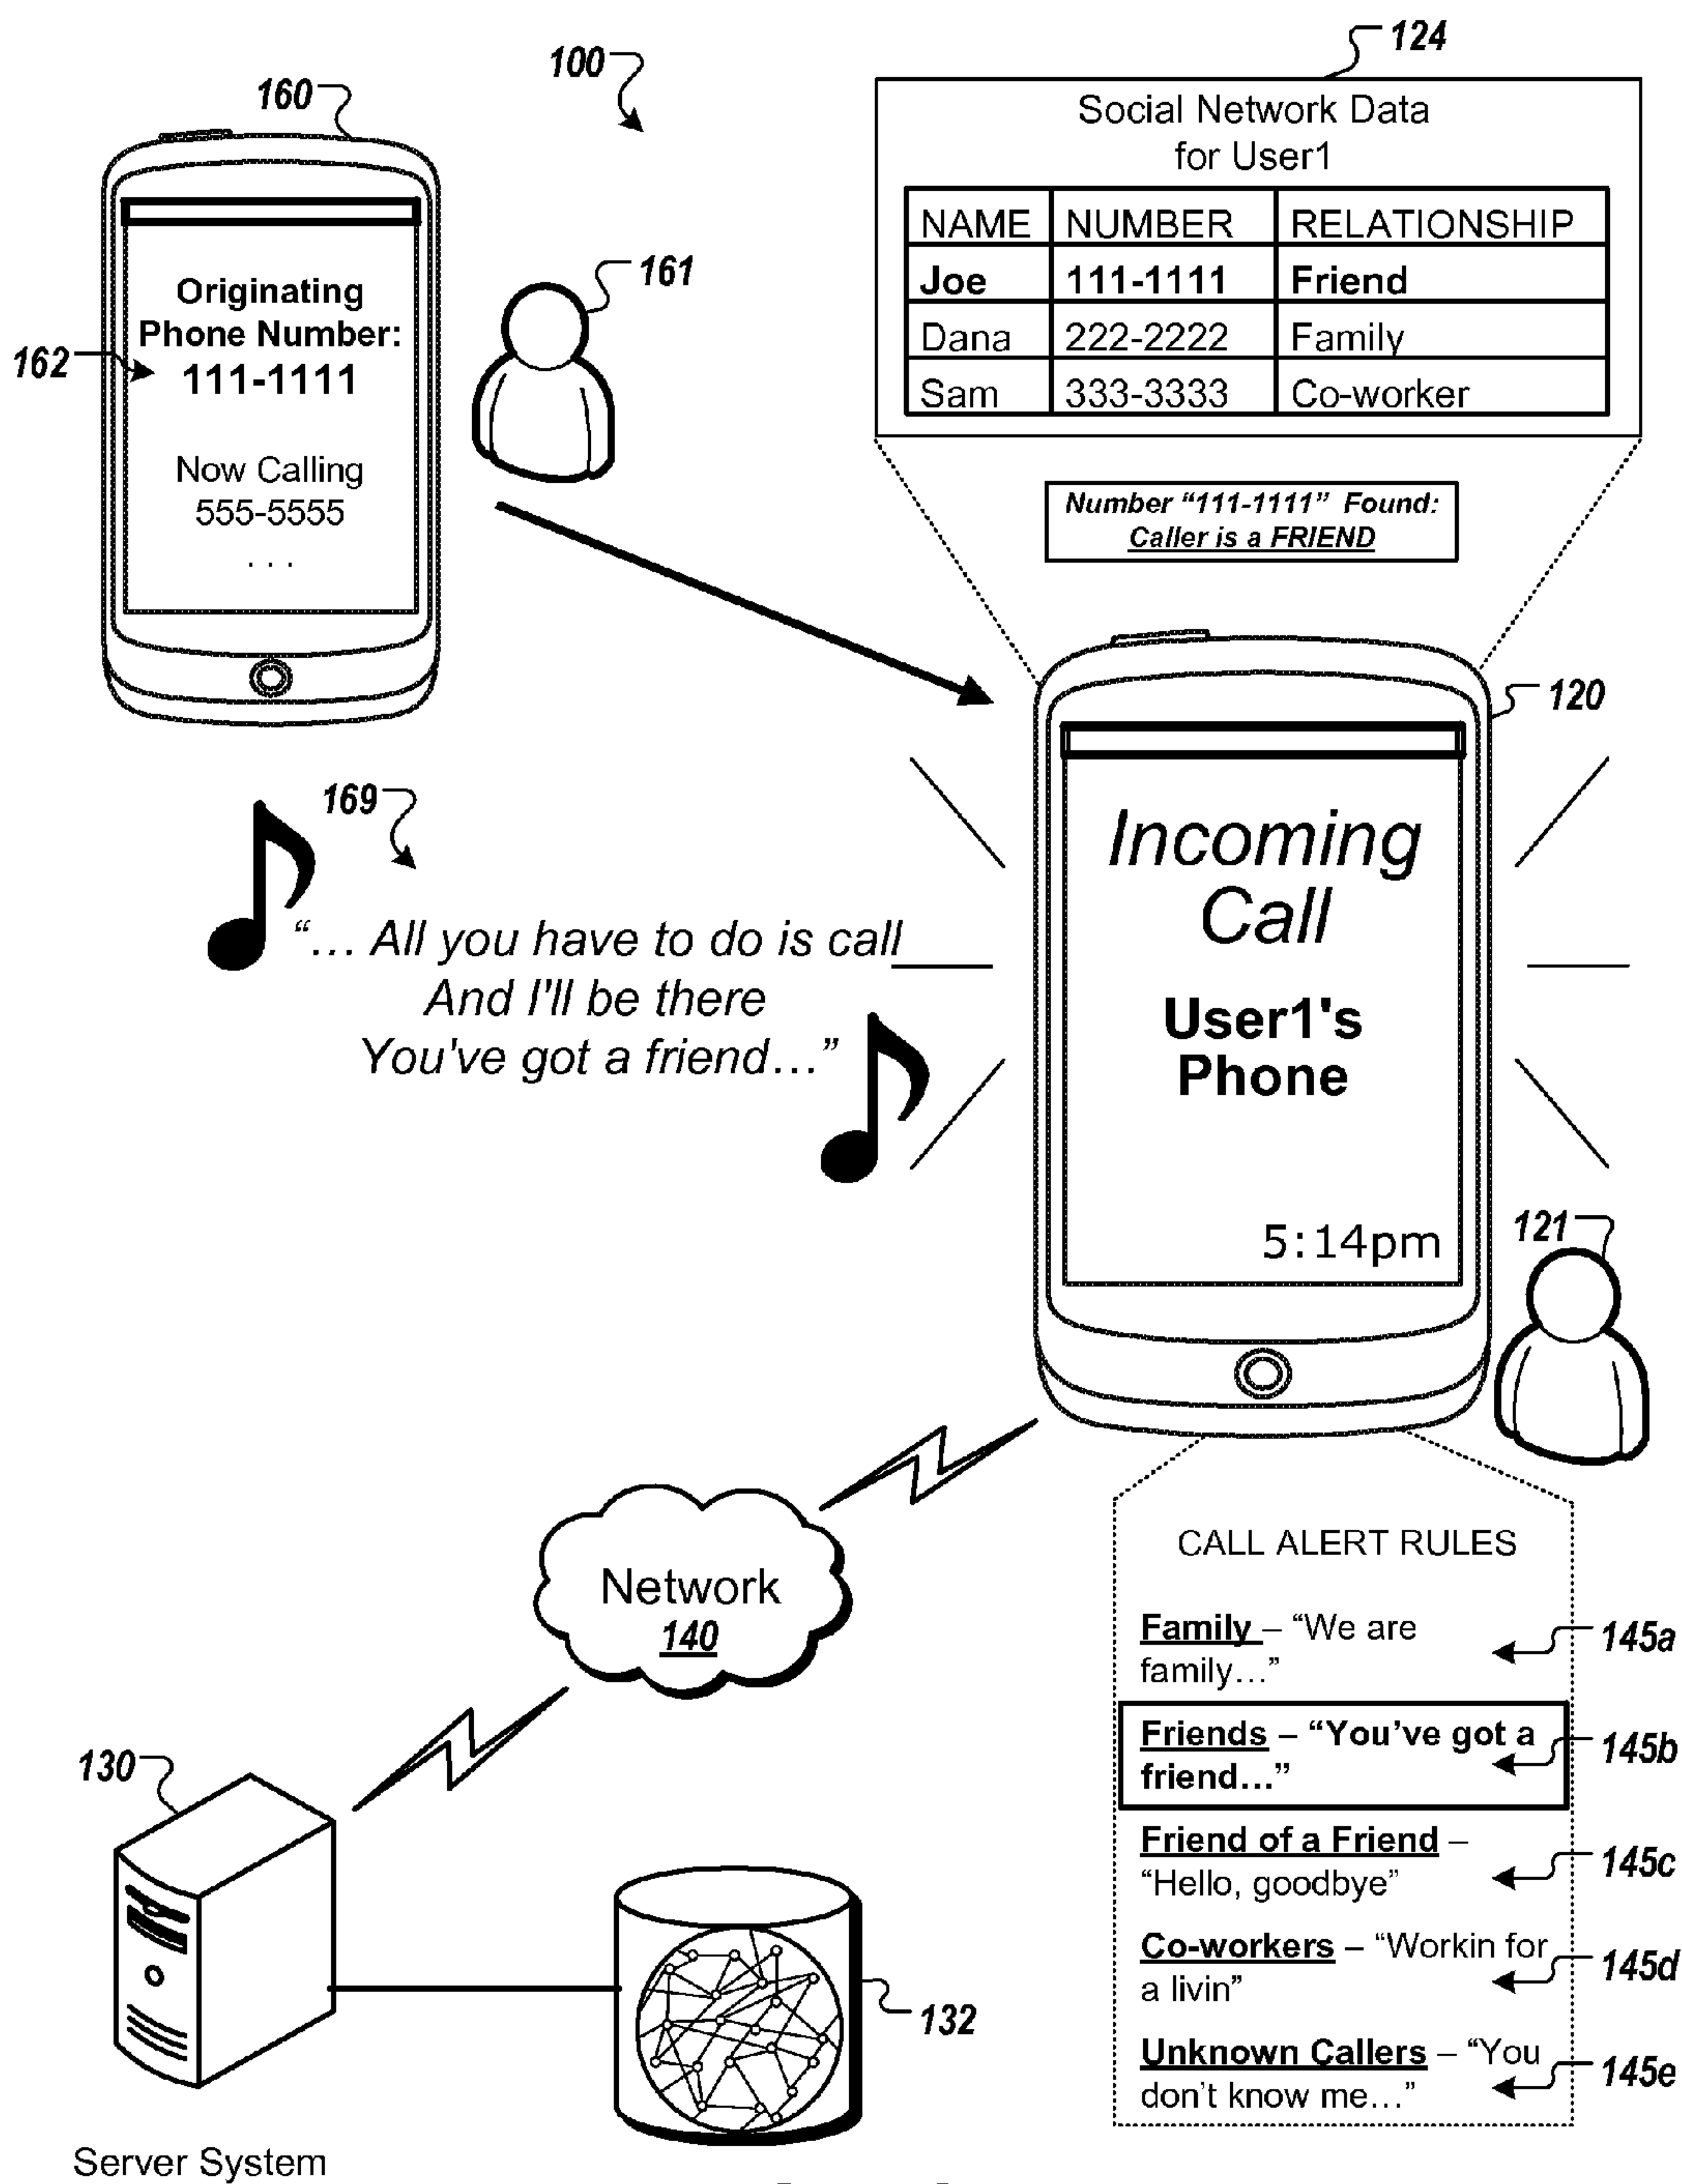 100
160
Originating
Phone Number:
162
111-1111
Now Calling
555-5555
. . .
161
124
Social Network Data
for User1
NAME NUMBER RELATIONSHIP
Joe 111-1111 Friend
Dana 222-2222 Family
Sam 333-3333 Co-worker
Number “111-1111” Found:
Caller is a FRIEND
120
Incoming
Call
User1's
Phone
5:14pm
121
169
“... All you have to do is call
And I'll be there
You've got a friend...”
Network
140
130
Server System
132
CALL ALERT RULES
Family – “We are
family...”
145a
Friends – “You’ve got a
friend...”
145b
Friend of a Friend –
“Hello, goodbye”
145c
Co-workers – “Workin for
a livin”
145d
Unknown Callers – “You
don’t know me...”
145e